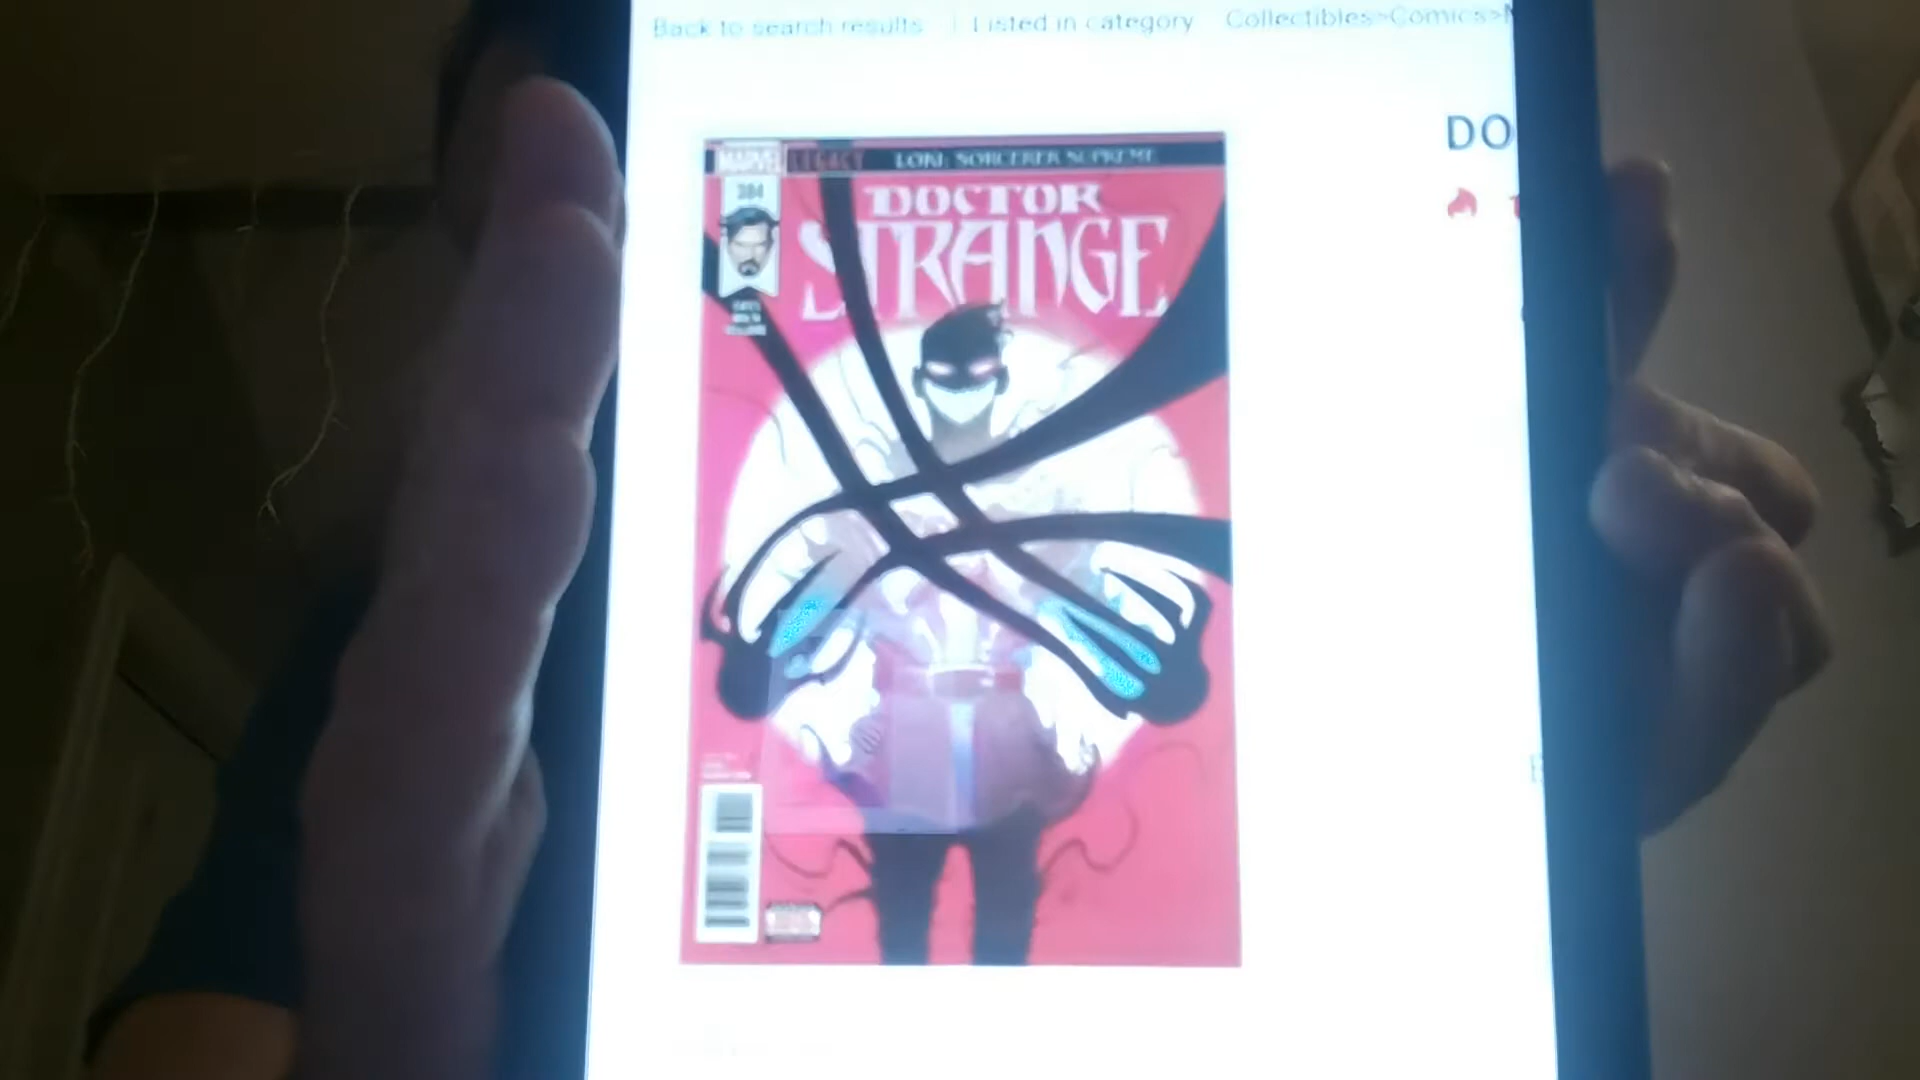 Back to search results | Listed in category Collectibles>Comics>
DO
MARVEL LEGACY LOKI: SORCERER SUPREME
384
DOCTOR
STRANGE